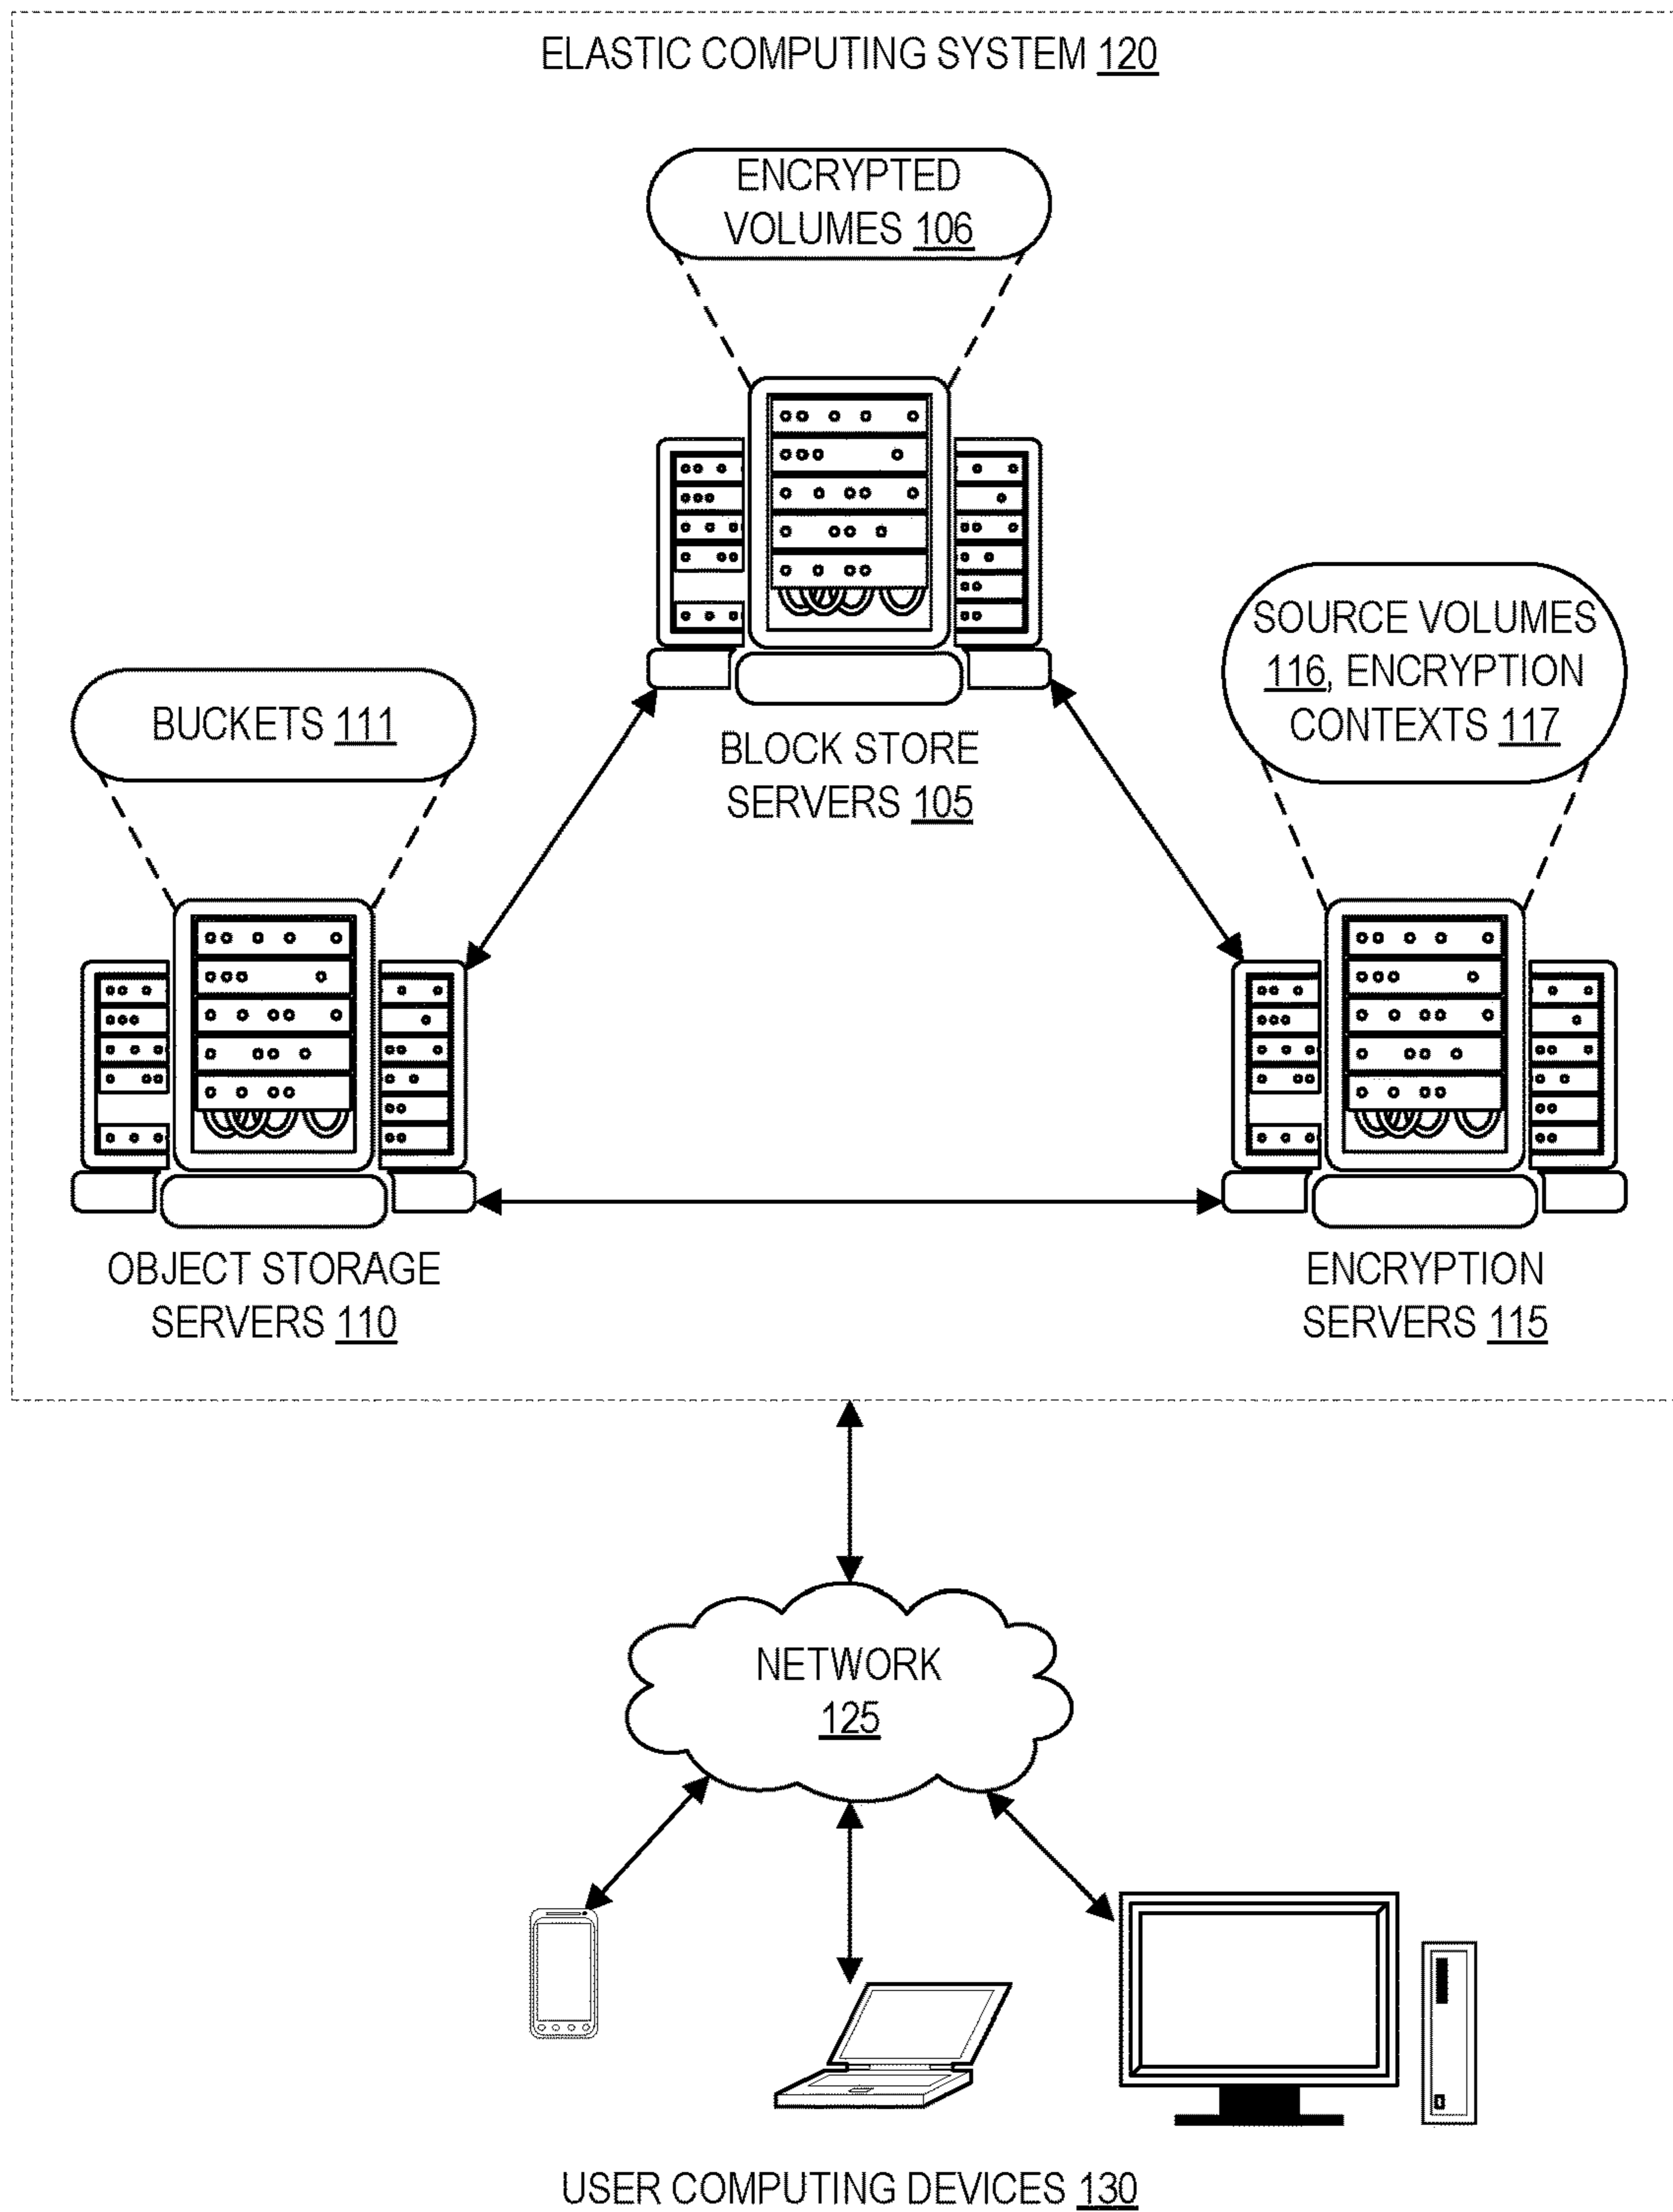 ELASTIC COMPUTING SYSTEM 120
ENCRYPTED
VOLUMES 106
BLOCK STORE
SERVERS 105
SOURCE VOLUMES
116, ENCRYPTION
CONTEXTS 117
BUCKETS 111
OBJECT STORAGE
SERVERS 110
ENCRYPTION
SERVERS 115
NETWORK
125
USER COMPUTING DEVICES 130